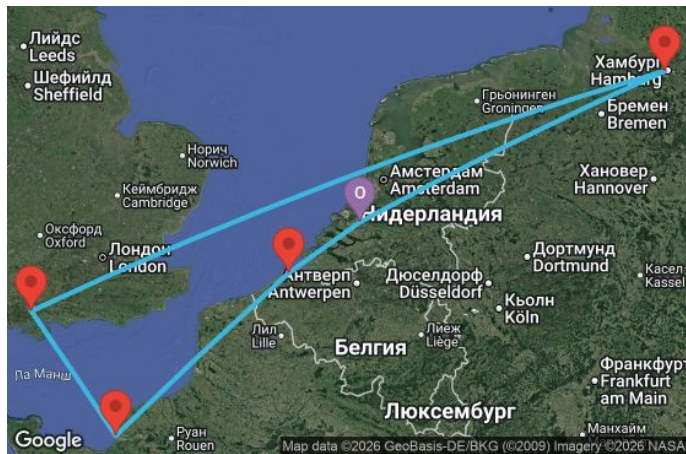 Лийдс
Leeds
Шефийлд
Sheffield
Хамбург
Hamburg
Грьонинген
Groningen
Бремен
Bremen
Норич
Norwich
Амстердам
Amsterdam
Хановер
Hannover
Кеймбридж
Cambridge
O
Нидерландия
Оксфорд
Oxford
Лондон
London
Дортмунд
Dortmund
Антверп
Antwerpen
Дюселдорф
Düsseldorf
Касел
Kassel
Кьолн
Köln
Лил
Lille
Лиеж
Liège
Белгия
Ла Манш
Франкфурт
Frankfurt
am Main
Люксембург
Руан
Rouen
Манхайм
Google
Map data ©2026 GeoBasis-DE/BKG (©2009) Imagery ©2026 NASA